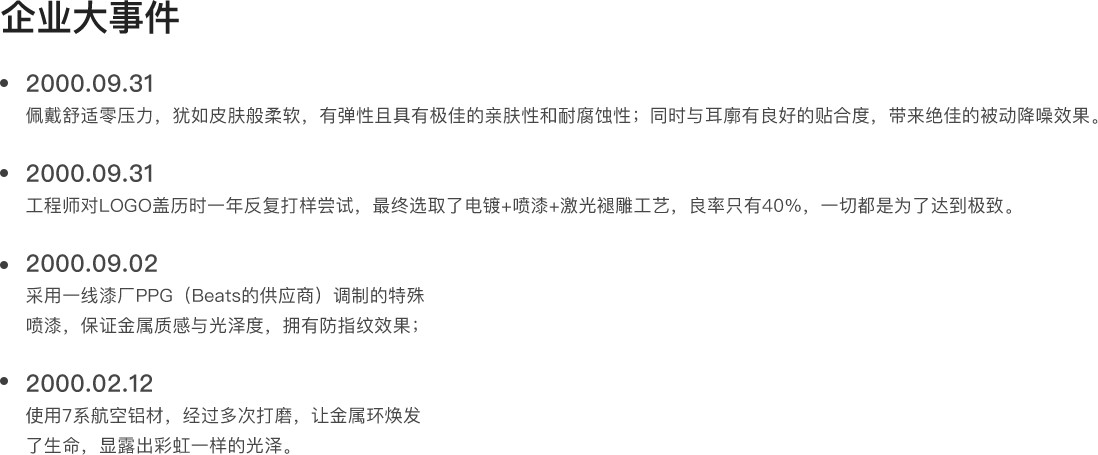 企业大事件
2000.09.31
佩戴舒适零压力，犹如皮肤般柔软，有弹性且具有极佳的亲肤性和耐腐蚀性；同时与耳廓有良好的贴合度，带来绝佳的被动降噪效果。
2000.09.31
工程师对LOGO盖历时一年反复打样尝试，最终选取了电镀+喷漆+激光褪雕工艺，良率只有40%，一切都是为了达到极致。
2000.09.02
采用一线漆厂PPG（Beats的供应商）调制的特殊
喷漆，保证金属质感与光泽度，拥有防指纹效果；
2000.02.12
使用7系航空铝材，经过多次打磨，让金属环焕发
了生命，显露出彩虹一样的光泽。